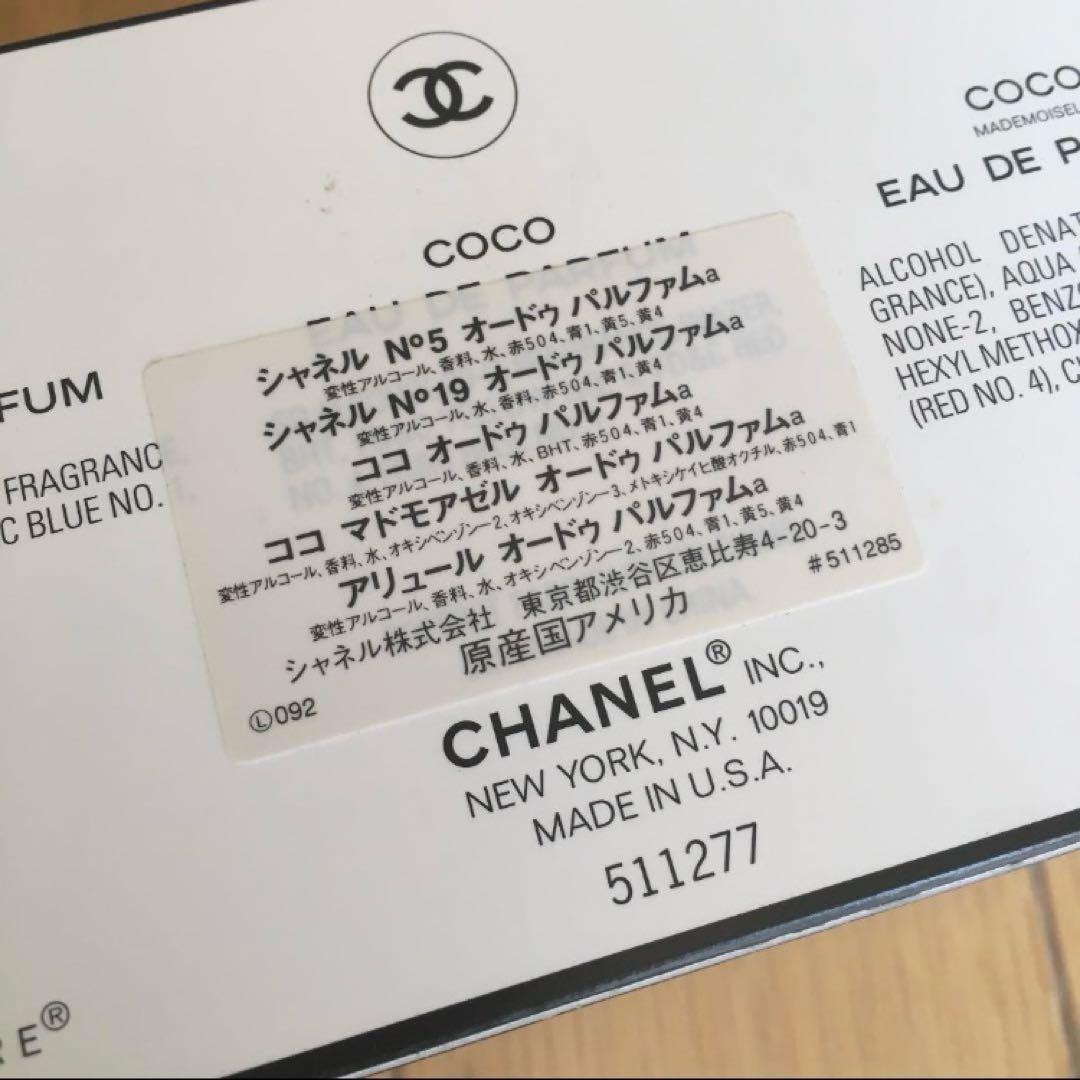 COCO
シャネル Nº5 オードゥ パルファムa
変性アルコール、香料、水、赤504、青1、黄5、黄4
シャネル Nº19 オードゥ パルファムa
変性アルコール、水、香料、赤504、青1、黄4
ココ オードゥ パルファムa
変性アルコール、香料、水、BHT、赤504、青1、黄4
ココ マドモアゼル オードゥ パルファムa
変性アルコール、香料、水、オキシベンゾンー2、オキシベンゾンー3、メトキシケイヒ酸オクチル、赤504、青1
アリュール オードゥ パルファムa
変性アルコール、香料、水、オキシベンゾンー2、赤504、青1、黄5、黄4
シャネル株式会社 東京都渋谷区恵比寿4-20-3
原産国アメリカ #511285
Ⓛ092
CHANEL® INC.,
NEW YORK, N.Y. 10019
MADE IN U.S.A.
511277
FUM
FRAGRANC
C BLUE NO.
RE®
COCO
MADEMOISEL
EAU DE P
ALCOHOL DENAT
GRANCE), AQUA
NONE-2, BENZO
HEXYL METHOX
(RED NO. 4), C